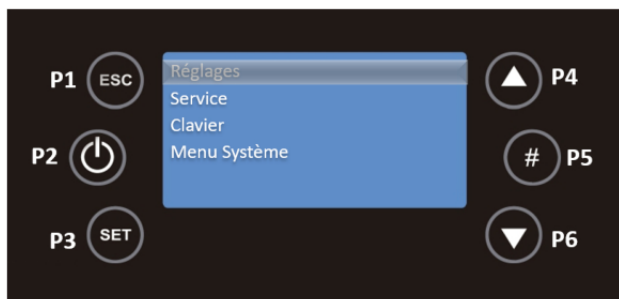 P1 ESC
Réglages
Service
Clavier
Menu Système
P4
P2
# P5
P3 SET
P6